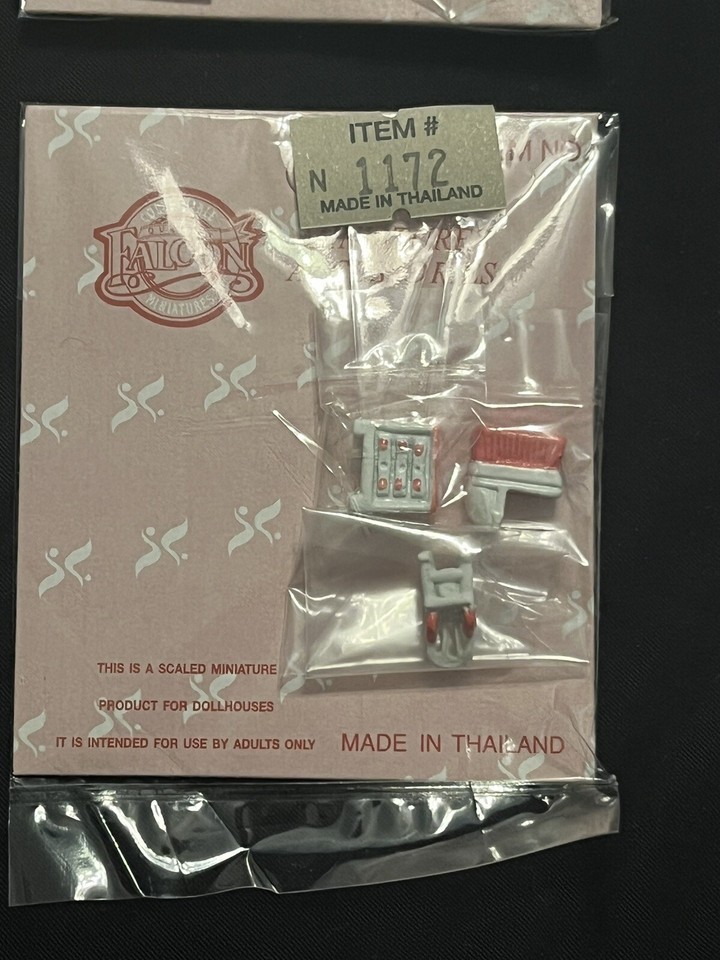 ITEM #
N 1172
MADE IN THAILAND
M NO.
FALCON
MINIATURES
THIS IS A SCALED MINIATURE
PRODUCT FOR DOLLHOUSES
IT IS INTENDED FOR USE BY ADULTS ONLY
MADE IN THAILAND